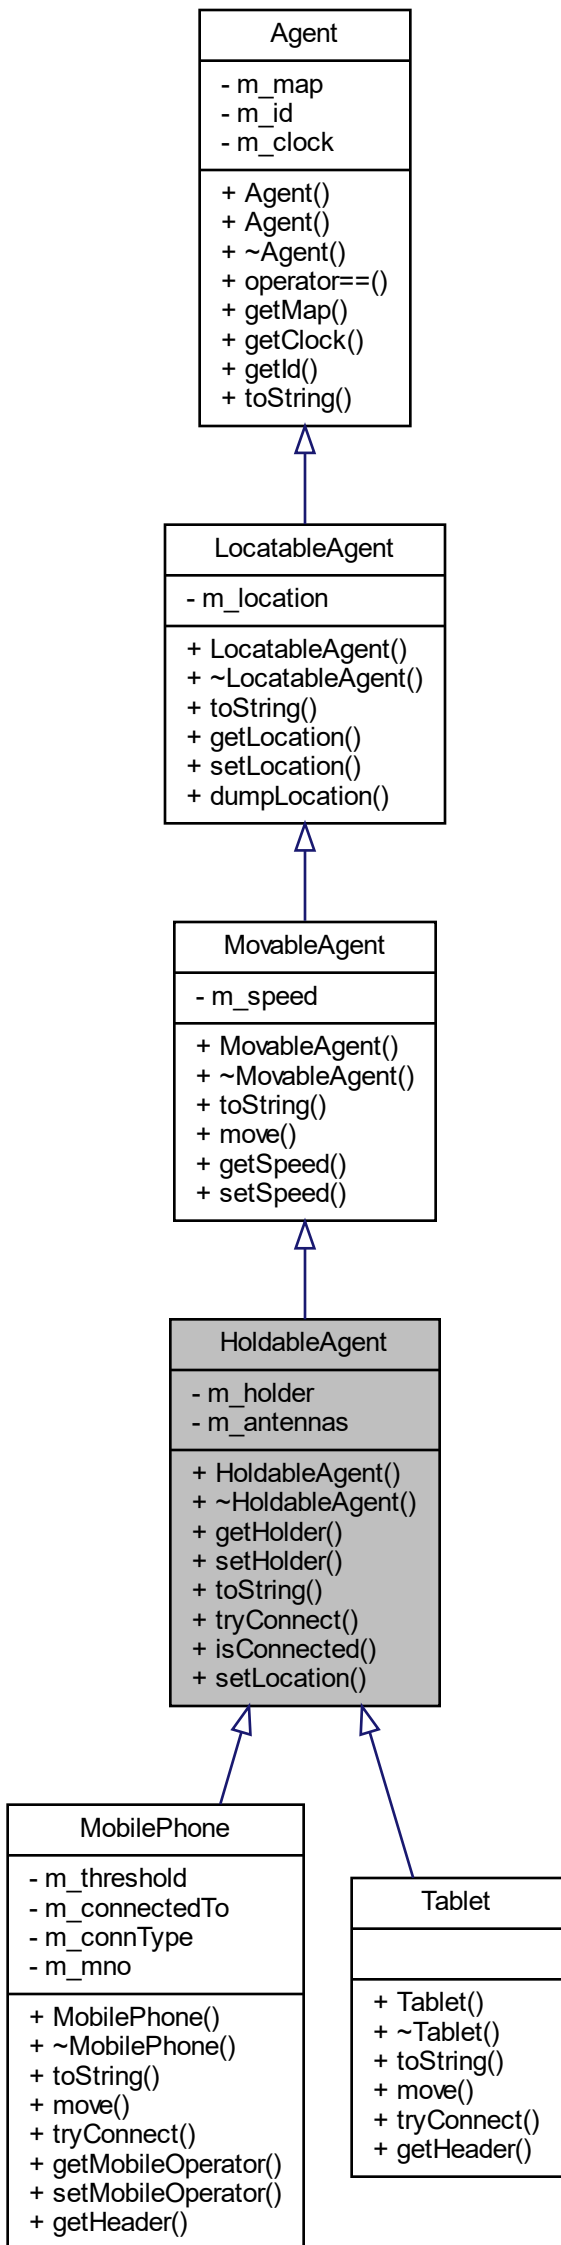 Agent
- m_map
- m_id
- m_clock
+ Agent()
+ Agent()
+ ~Agent()
+ operator==()
+ getMap()
+ getClock()
+ getId()
+ toString()
LocatableAgent
- m_location
+ LocatableAgent()
+ ~LocatableAgent()
+ toString()
+ getLocation()
+ setLocation()
+ dumpLocation()
MovableAgent
- m_speed
+ MovableAgent()
+ ~MovableAgent()
+ toString()
+ move()
+ getSpeed()
+ setSpeed()
HoldableAgent
- m_holder
- m_antennas
+ HoldableAgent()
+ ~HoldableAgent()
+ getHolder()
+ setHolder()
+ toString()
+ tryConnect()
+ isConnected()
+ setLocation()
MobilePhone
- m_threshold
- m_connectedTo
- m_connType
- m_mno
+ MobilePhone()
+ ~MobilePhone()
+ toString()
+ move()
+ tryConnect()
+ getMobileOperator()
+ setMobileOperator()
+ getHeader()
Tablet
+ Tablet()
+ ~Tablet()
+ toString()
+ move()
+ tryConnect()
+ getHeader()